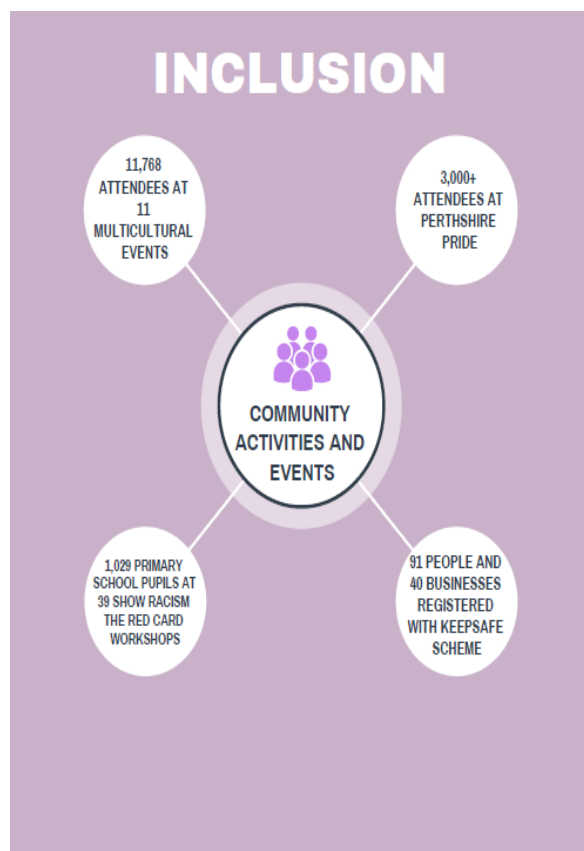 INCLUSION
11,768
ATTENDEES AT
11
MULTICULTURAL
EVENTS
3,000+
ATTENDEES AT
PERTHSHIRE
PRIDE
COMMUNITY
ACTIVITIES AND
EVENTS
1,029 PRIMARY
SCHOOL PUPILS AT
39 SHOW RACISM
THE RED CARD
WORKSHOPS
91 PEOPLE AND
40 BUSINESSES
REGISTERED
WITH KEEPSAFE
SCHEME